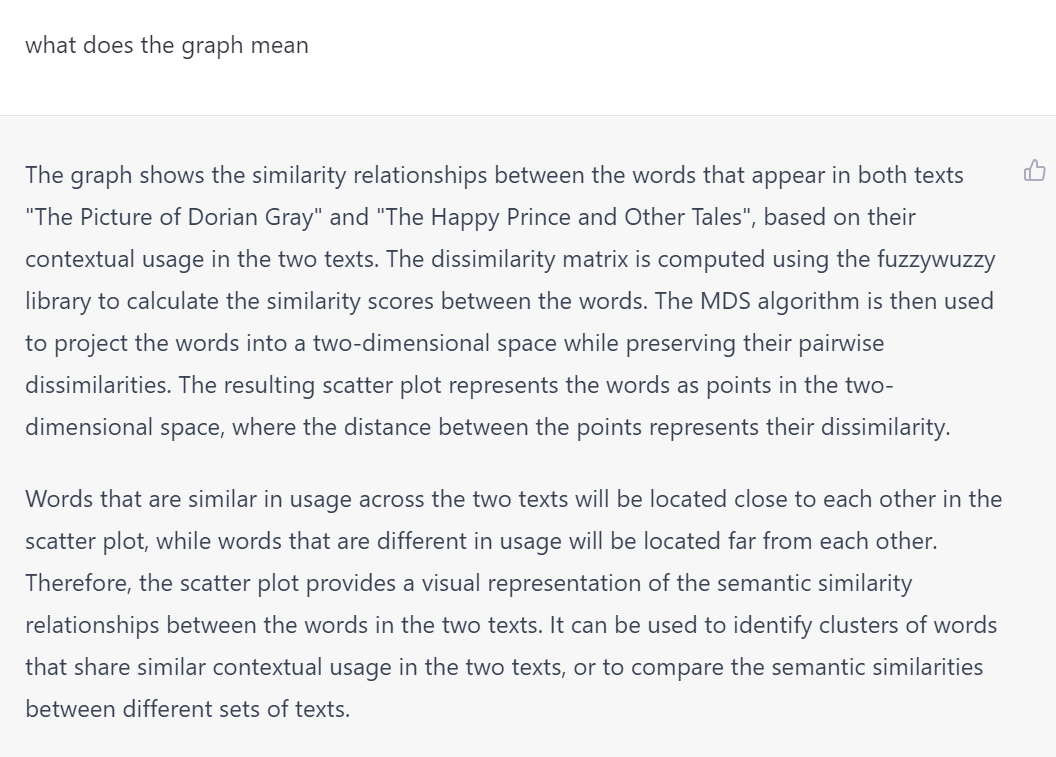 what does the graph mean
The graph shows the similarity relationships between the words that appear in both texts
"The Picture of Dorian Gray" and "The Happy Prince and Other Tales", based on their
contextual usage in the two texts. The dissimilarity matrix is computed using the fuzzywuzzy
library to calculate the similarity scores between the words. The MDS algorithm is then used
to project the words into a two-dimensional space while preserving their pairwise
dissimilarities. The resulting scatter plot represents the words as points in the two-
dimensional space, where the distance between the points represents their dissimilarity.
Words that are similar in usage across the two texts will be located close to each other in the
scatter plot, while words that are different in usage will be located far from each other.
Therefore, the scatter plot provides a visual representation of the semantic similarity
relationships between the words in the two texts. It can be used to identify clusters of words
that share similar contextual usage in the two texts, or to compare the semantic similarities
between different sets of texts.